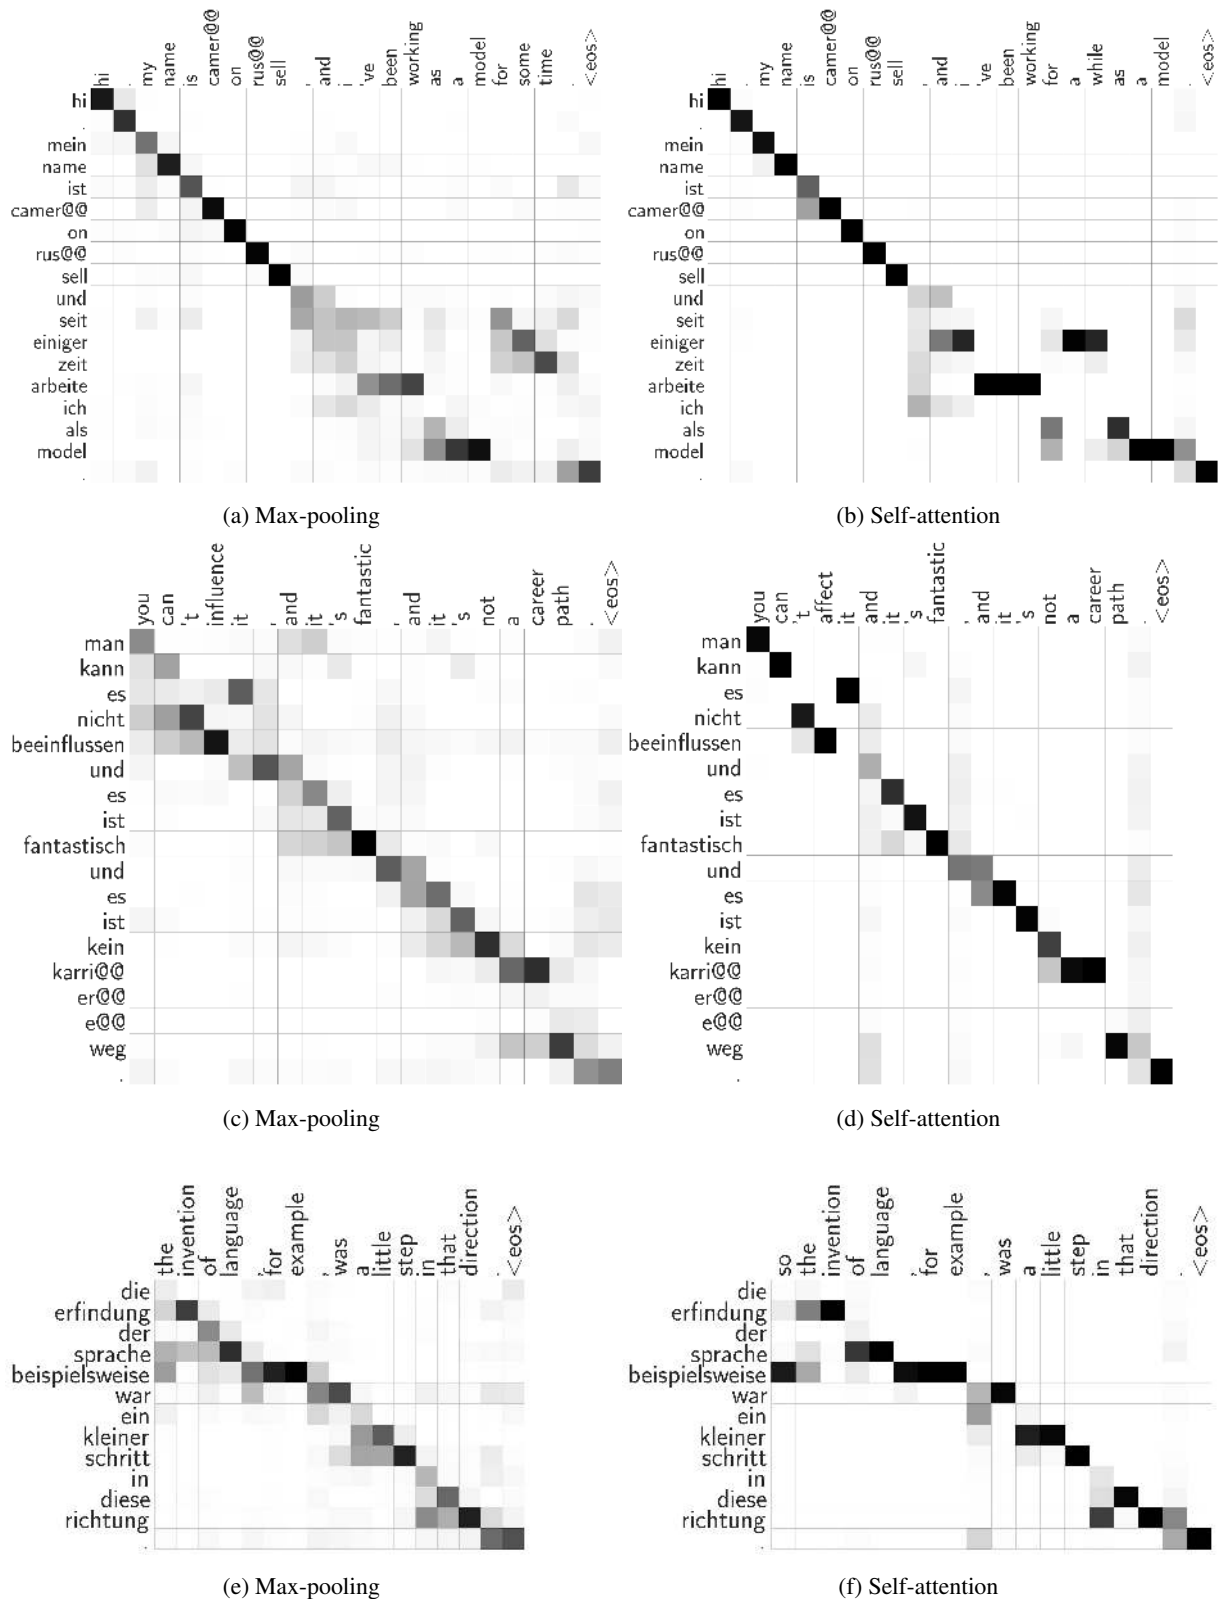 hi , my name is camer@@ on rus@@ sell , and i 've been working as a model for some time . <eos>
hi
,
mein
name
ist
camer@@
on
rus@@
sell
und
seit
einiger
zeit
arbeite
ich
als
model
.
(a) Max-pooling
hi , my name is camer@@ on rus@@ sell , and i 've been working for a while as a model . <eos>
hi
,
mein
name
ist
camer@@
on
rus@@
sell
und
seit
einiger
zeit
arbeite
ich
als
model
.
(b) Self-attention
you can 't influence it , and it 's fantastic , and it 's not a career path . <eos>
man
kann
es
nicht
beeinflussen
und
es
ist
fantastisch
und
es
ist
kein
karri@@
er@@
e@@
weg
.
(c) Max-pooling
you can 't affect it and it 's fantastic , and it 's not a career path . <eos>
man
kann
es
nicht
beeinflussen
und
es
ist
fantastisch
und
es
ist
kein
karri@@
er@@
e@@
weg
.
(d) Self-attention
the invention of language , for example , was a little step in that direction . <eos>
die
erfindung
der
sprache
beispielsweise
war
ein
kleiner
schritt
in
diese
richtung
.
(e) Max-pooling
so the invention of language , for example , was a little step in that direction . <eos>
die
erfindung
der
sprache
beispielsweise
war
ein
kleiner
schritt
in
diese
richtung
.
(f) Self-attention